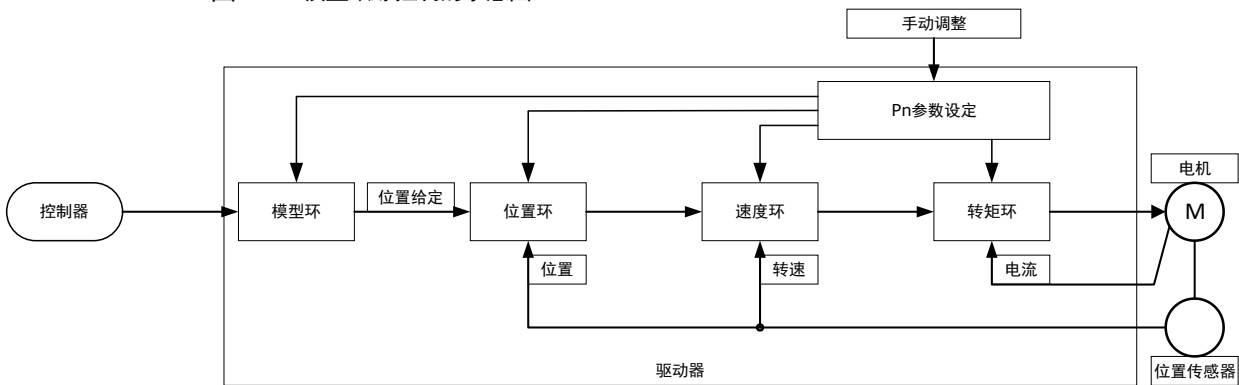 手动调整
Pn参数设定
电机
控制器
模型环
位置给定
位置环
速度环
转矩环
M
位置
转速
电流
驱动器
位置传感器